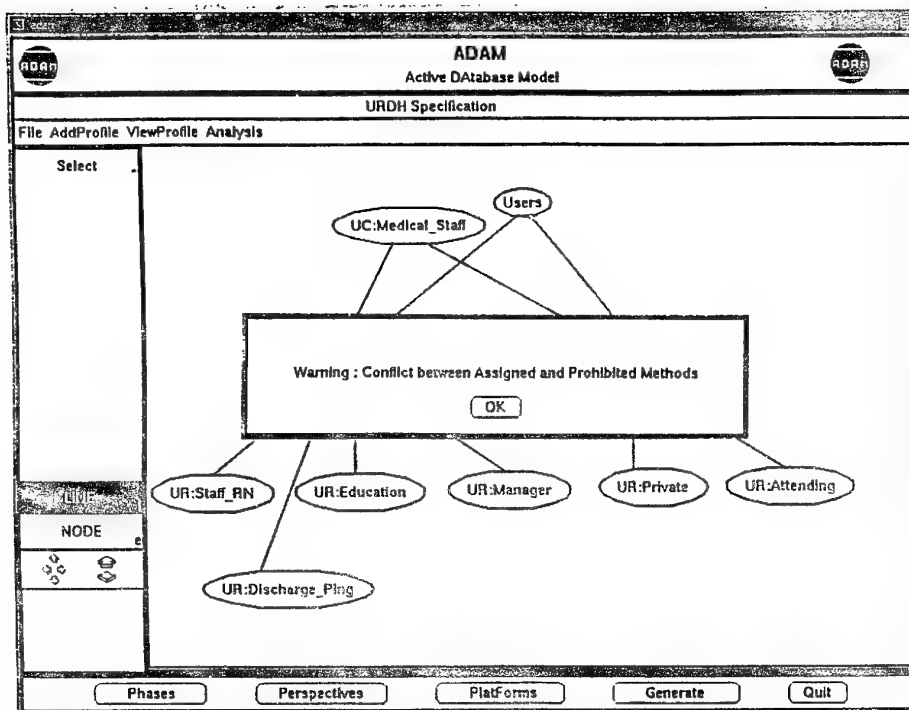 ADAM
ADAM
ADAM
Active DAtabase Model
URDH Specification
File AddProfile ViewProfile Analysis
Select
Users
UC:Medical_Staff
Warning : Conflict between Assigned and Prohibited Methods
OK
UR:Staff_RN
UR:Education
UR:Manager
UR:Private
UR:Attending
NODE
UR:Discharge_Plng
Phases
Perspectives
PlatForms
Generate
Quit